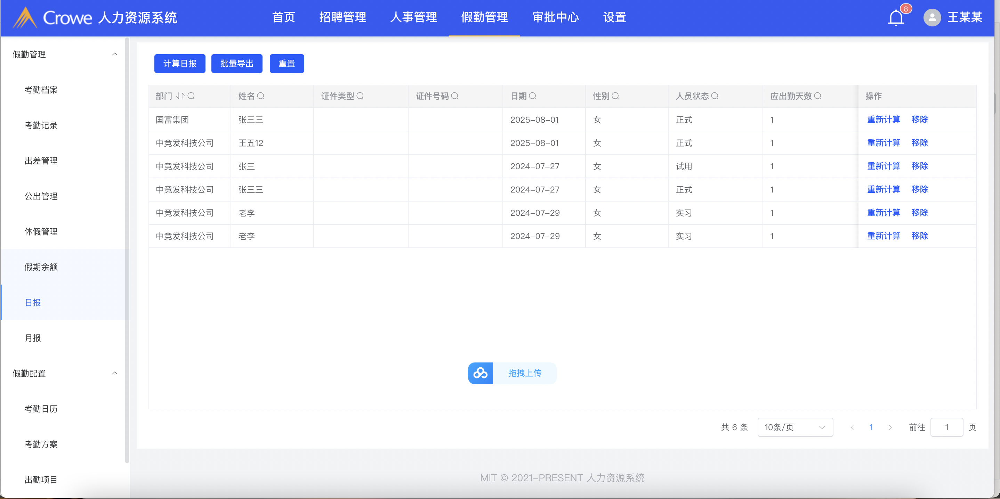 Crowe 人力资源系统 首页 招聘管理 人事管理 假勤管理 审批中心 设置 8 王某某
假勤管理
考勤档案
考勤记录
出差管理
公出管理
休假管理
假期余额
日报
月报
假勤配置
考勤日历
考勤方案
出勤项目
计算日报 批量导出 重置
部门 姓名 证件类型 证件号码 日期 性别 人员状态 应出勤天数 操作
国富集团 张三三 2025-08-01 女 正式 1 重新计算 移除
中竞发科技公司 王五12 2025-08-01 女 正式 1 重新计算 移除
中竞发科技公司 张三 2024-07-27 女 试用 1 重新计算 移除
中竞发科技公司 张三三 2024-07-27 女 正式 1 重新计算 移除
中竞发科技公司 老李 2024-07-29 女 实习 1 重新计算 移除
中竞发科技公司 老李 2024-07-29 女 实习 1 重新计算 移除
拖拽上传
共 6 条 10条/页 1 前往 1 页
MIT © 2021-PRESENT 人力资源系统